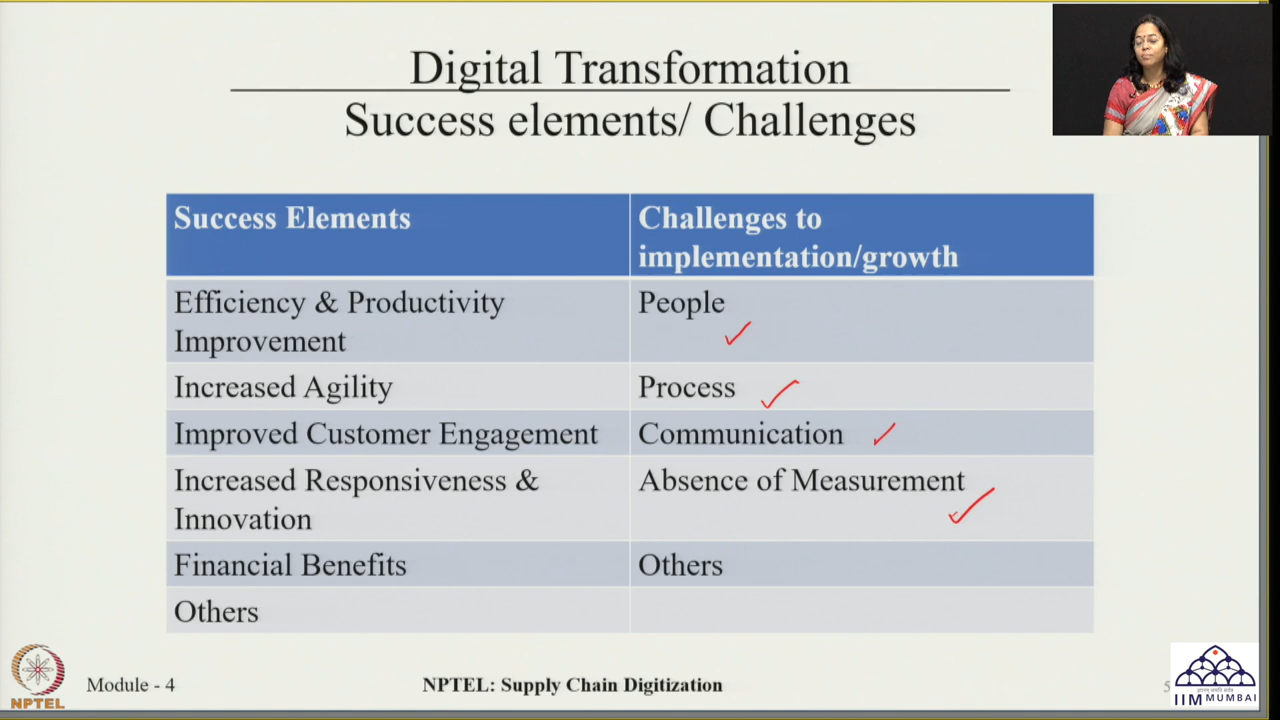 Digital Transformation
Success elements/ Challenges
Success Elements
Challenges to
implementation/growth
Efficiency & Productivity
Improvement
People
Increased Agility
Process
Improved Customer Engagement
Communication
Increased Responsiveness &
Innovation
Absence of Measurement
Financial Benefits
Others
Others
NPTEL
Module - 4
NPTEL: Supply Chain Digitization
5
IIM MUMBAI